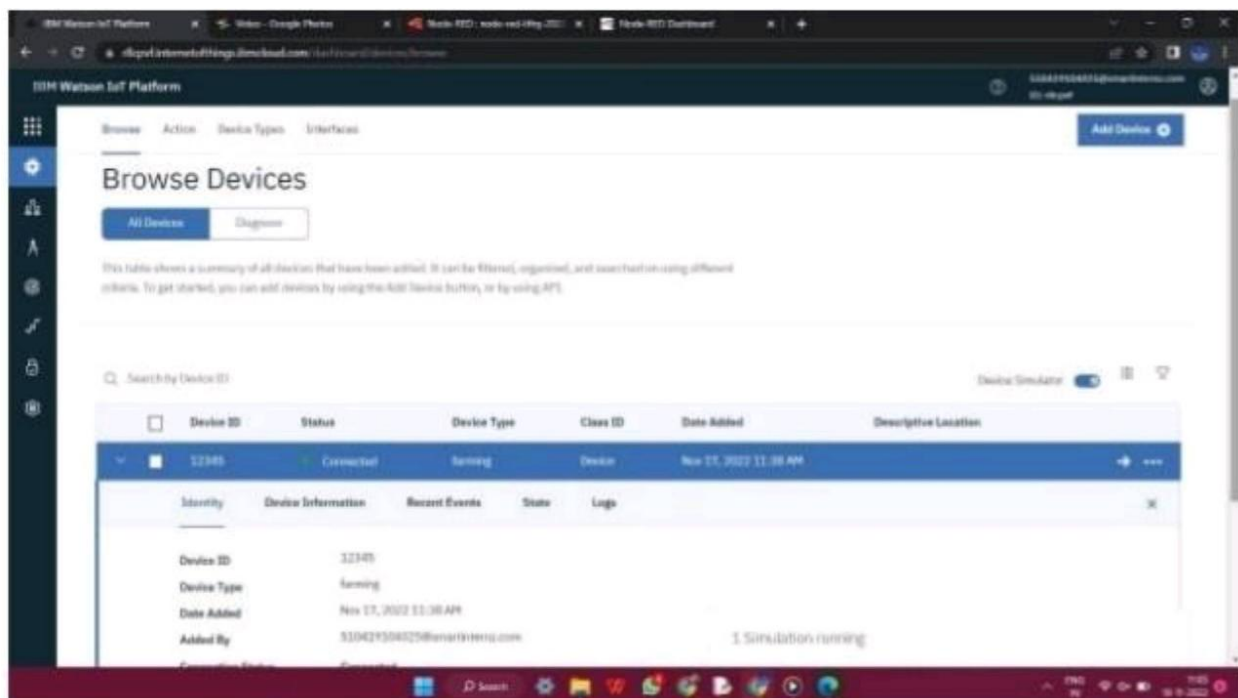 IBM Watson IoT Platform
Video - Google Photos
Node-RED Dashboard
IBM Watson IoT Platform
Browse Action Device Types Interfaces
Add Device
Browse Devices
All Devices Diagnose
This table shows a summary of all devices that have been added. It can be filtered, organized, and searched on using different
criteria. To get started, you can add devices by using the Add Device button, or by using API.
Search by Device ID
Device Simulator
Device ID Status Device Type Class ID Date Added Descriptive Location
12345 Connected farming Device Nov 17, 2022 11:38 AM
Identity Device Information Recent Events State Logs
Device ID 12345
Device Type farming
Date Added Nov 17, 2022 11:38 AM
Added By
1 Simulation running
Connection Status Connected
Search
ENG